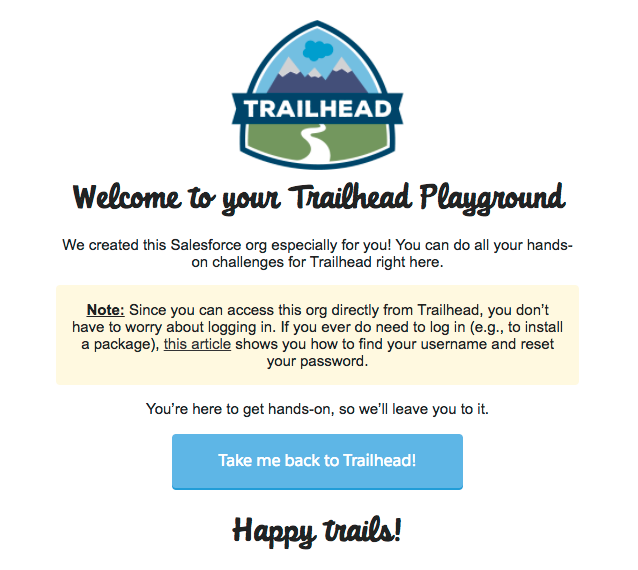 TRAILHEAD
Welcome to your Trailhead Playground
We created this Salesforce org especially for you! You can do all your hands-
on challenges for Trailhead right here.
Note: Since you can access this org directly from Trailhead, you don’t
have to worry about logging in. If you ever do need to log in (e.g., to install
a package), this article shows you how to find your username and reset
your password.
You’re here to get hands-on, so we’ll leave you to it.
Take me back to Trailhead!
Happy trails!